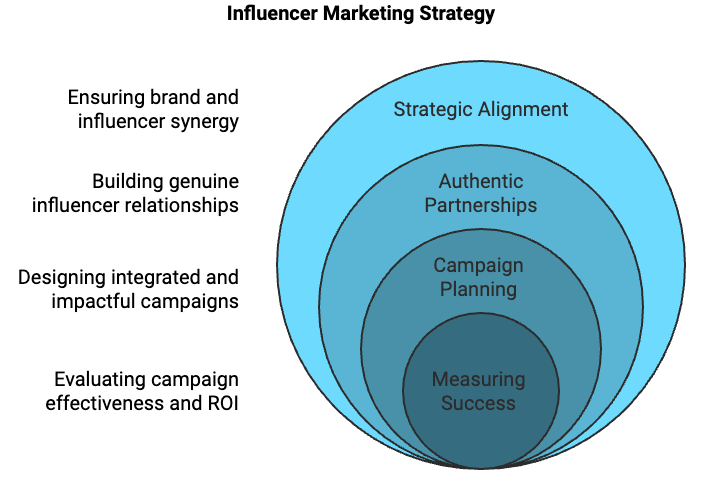 Influencer Marketing Strategy
Ensuring brand and
influencer synergy
Strategic Alignment
Building genuine
influencer relationships
Authentic
Partnerships
Designing integrated and
impactful campaigns
Campaign
Planning
Evaluating campaign
effectiveness and ROI
Measuring
Success